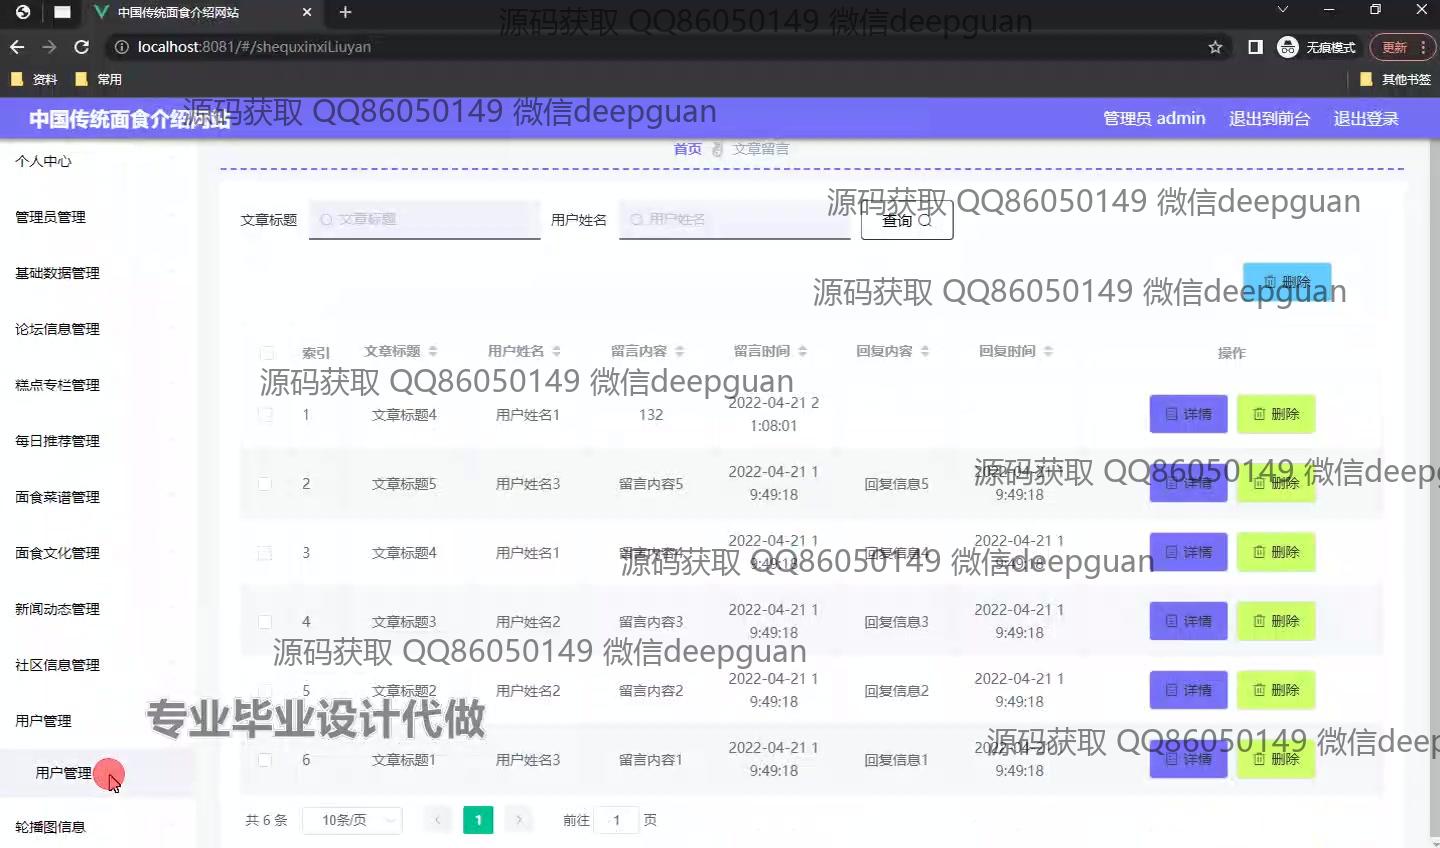 中国传统面食介绍网站
源码获取 QQ86050149 微信deepguan
localhost:8081/#/shequxinxiLiuyan
无痕模式
更新
资料
常用
其他书签
中国传统面食介绍网站
源码获取 QQ86050149 微信deepguan
管理员 admin
退出到前台
退出登录
个人中心
管理员管理
基础数据管理
论坛信息管理
糕点专栏管理
每日推荐管理
面食菜谱管理
面食文化管理
新闻动态管理
社区信息管理
用户管理
用户管理
轮播图信息
首页 文章留言
文章标题 文章标题 用户姓名 用户姓名 查询
源码获取 QQ86050149 微信deepguan
删除
源码获取 QQ86050149 微信deepguan
索引 文章标题 用户姓名 留言内容 留言时间 回复内容 回复时间 操作
源码获取 QQ86050149 微信deepguan
1 文章标题4 用户姓名1 132 2022-04-21 2 详情 删除
1:08:01
2 文章标题5 用户姓名3 留言内容5 2022-04-21 1 回复信息5 2022-04-21 1 详情 删除
9:49:18 9:49:18
源码获取 QQ86050149 微信deepg
3 文章标题4 用户姓名1 留言内容4 2022-04-21 1 回复信息4 2022-04-21 1 详情 删除
9:49:18 9:49:18
源码获取 QQ86050149 微信deepguan
4 文章标题3 用户姓名2 留言内容3 2022-04-21 1 回复信息3 2022-04-21 1 详情 删除
9:49:18 9:49:18
源码获取 QQ86050149 微信deepguan
5 文章标题2 用户姓名2 留言内容2 2022-04-21 1 回复信息2 2022-04-21 1 详情 删除
9:49:18 9:49:18
专业毕业设计代做
6 文章标题1 用户姓名3 留言内容1 2022-04-21 1 回复信息1 2022-04-21 详情 删除
9:49:18 9:49:18
源码获取 QQ86050149 微信deep
共 6 条 10条/页 1 前往 1 页